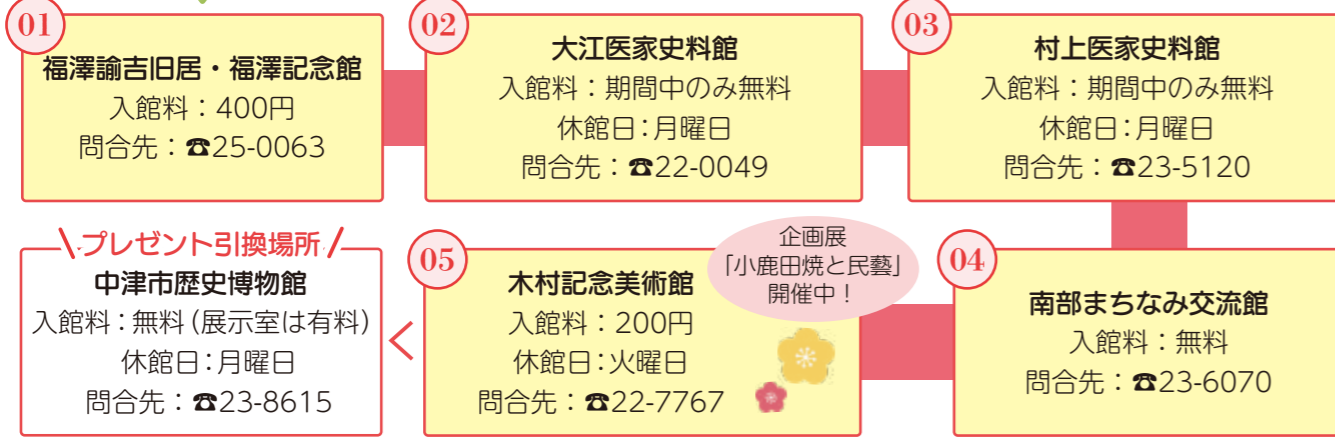 01
福澤諭吉旧居・福澤記念館
入館料：400円
問合先：☎25-0063
02
大江医家史料館
入館料：期間中のみ無料
休館日：月曜日
問合先：☎22-0049
03
村上医家史料館
入館料：期間中のみ無料
休館日：月曜日
問合先：☎23-5120
04
南部まちなみ交流館
入館料：無料
問合先：☎23-6070
05
木村記念美術館
入館料：200円
休館日：火曜日
問合先：☎22-7767
企画展
「小鹿田焼と民藝」
開催中！
プレゼント引換場所
中津市歴史博物館
入館料：無料（展示室は有料）
休館日：月曜日
問合先：☎23-8615